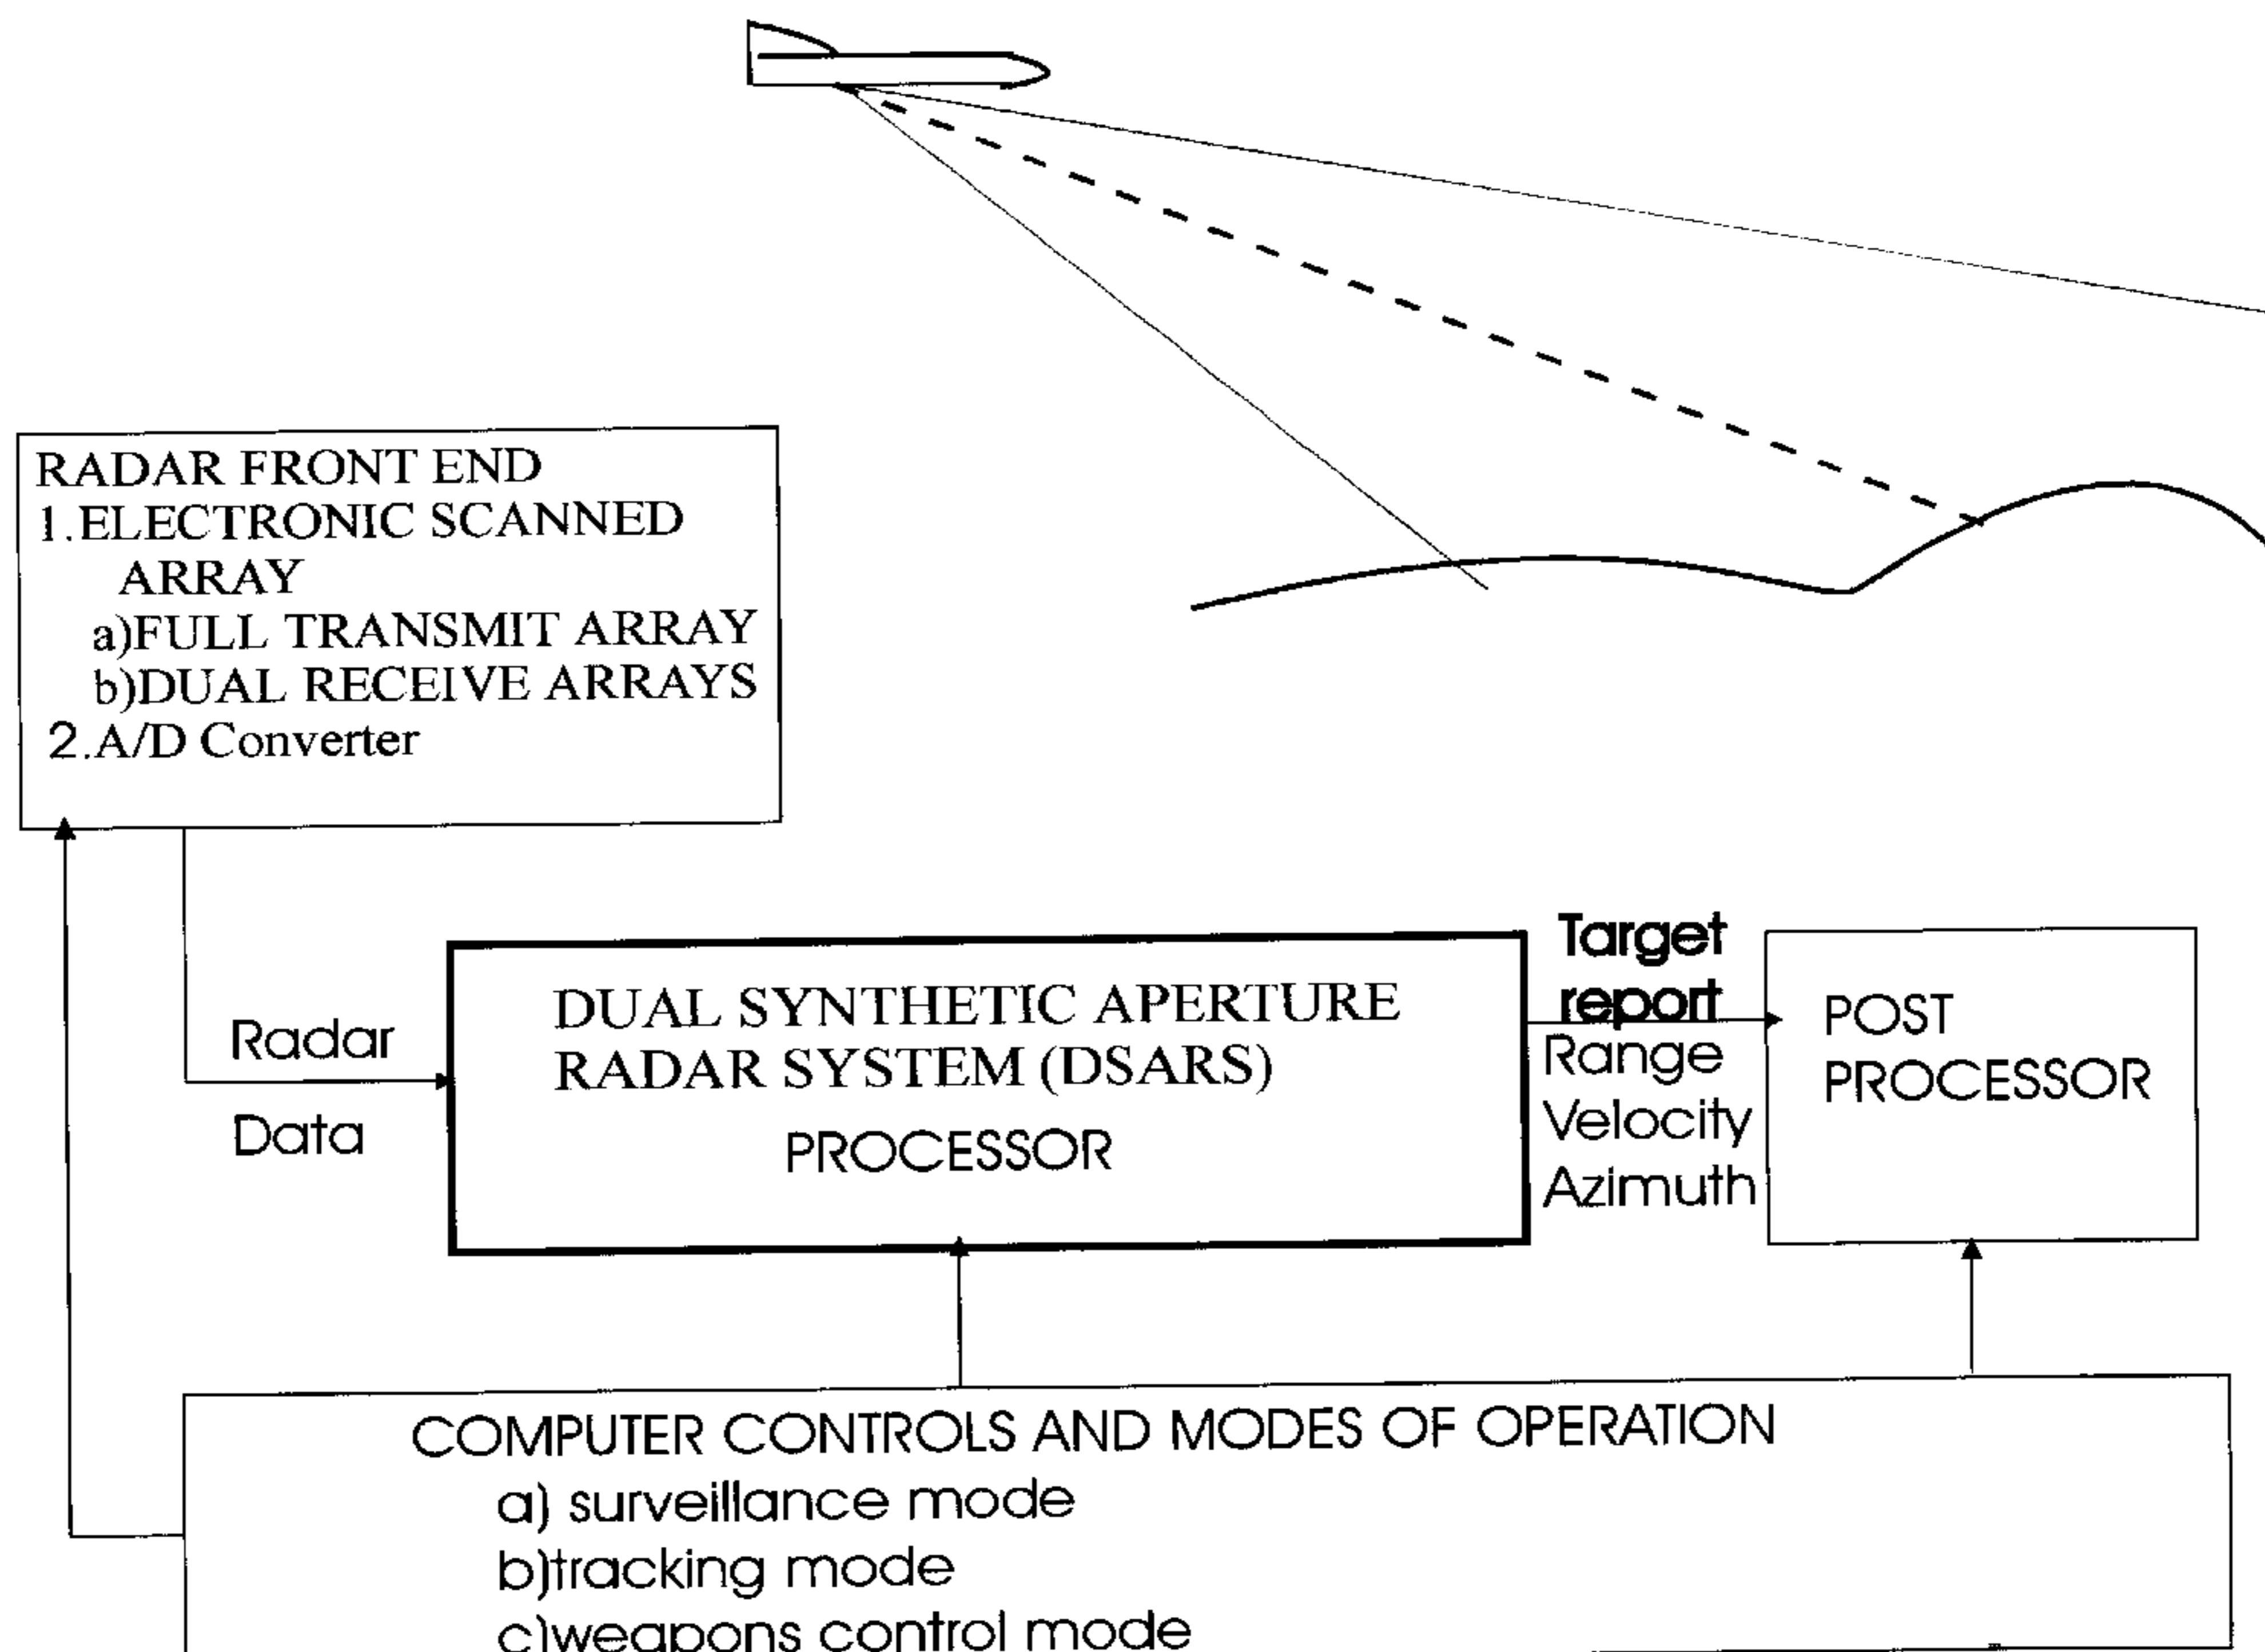 RADAR FRONT END
1.ELECTRONIC SCANNED
ARRAY
a)FULL TRANSMIT ARRAY
b)DUAL RECEIVE ARRAYS
2.A/D Converter
Radar
Data
DUAL SYNTHETIC APERTURE
RADAR SYSTEM (DSARS)
PROCESSOR
Target
report
Range
Velocity
Azimuth
POST
PROCESSOR
COMPUTER CONTROLS AND MODES OF OPERATION
a) surveillance mode
b)tracking mode
c)weapons control mode